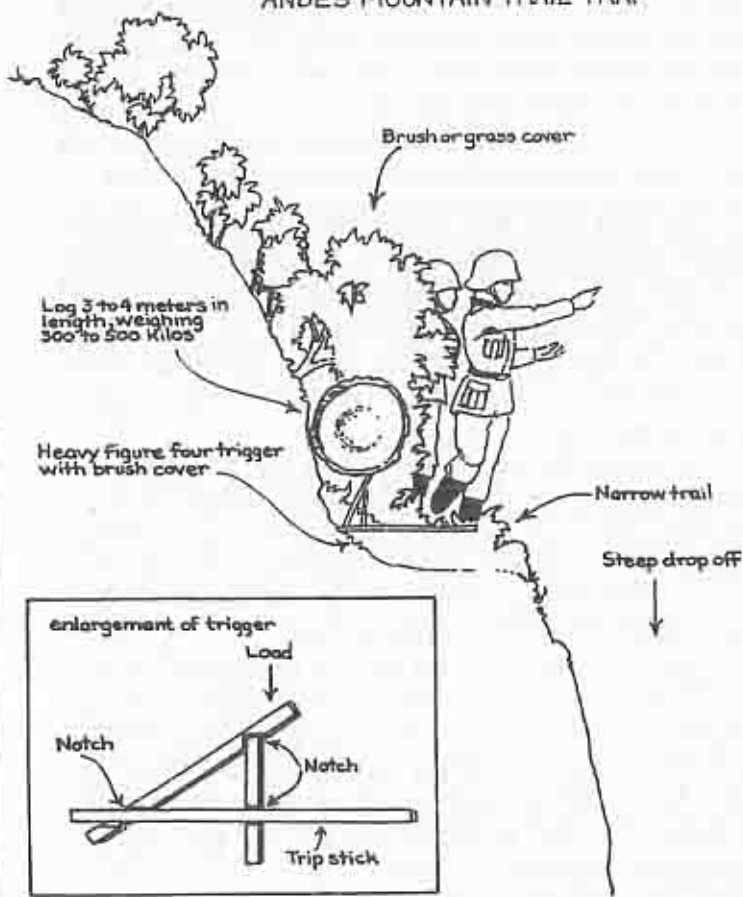 ANDES MOUNTAIN TRAIL TRAP
Brush or grass cover
Log 3 to 4 meters in
length, weighing
300 to 500 Kilos
Heavy figure four trigger
with brush cover
Narrow trail
Steep drop off
enlargement of trigger
Load
Notch
Notch
Trip stick